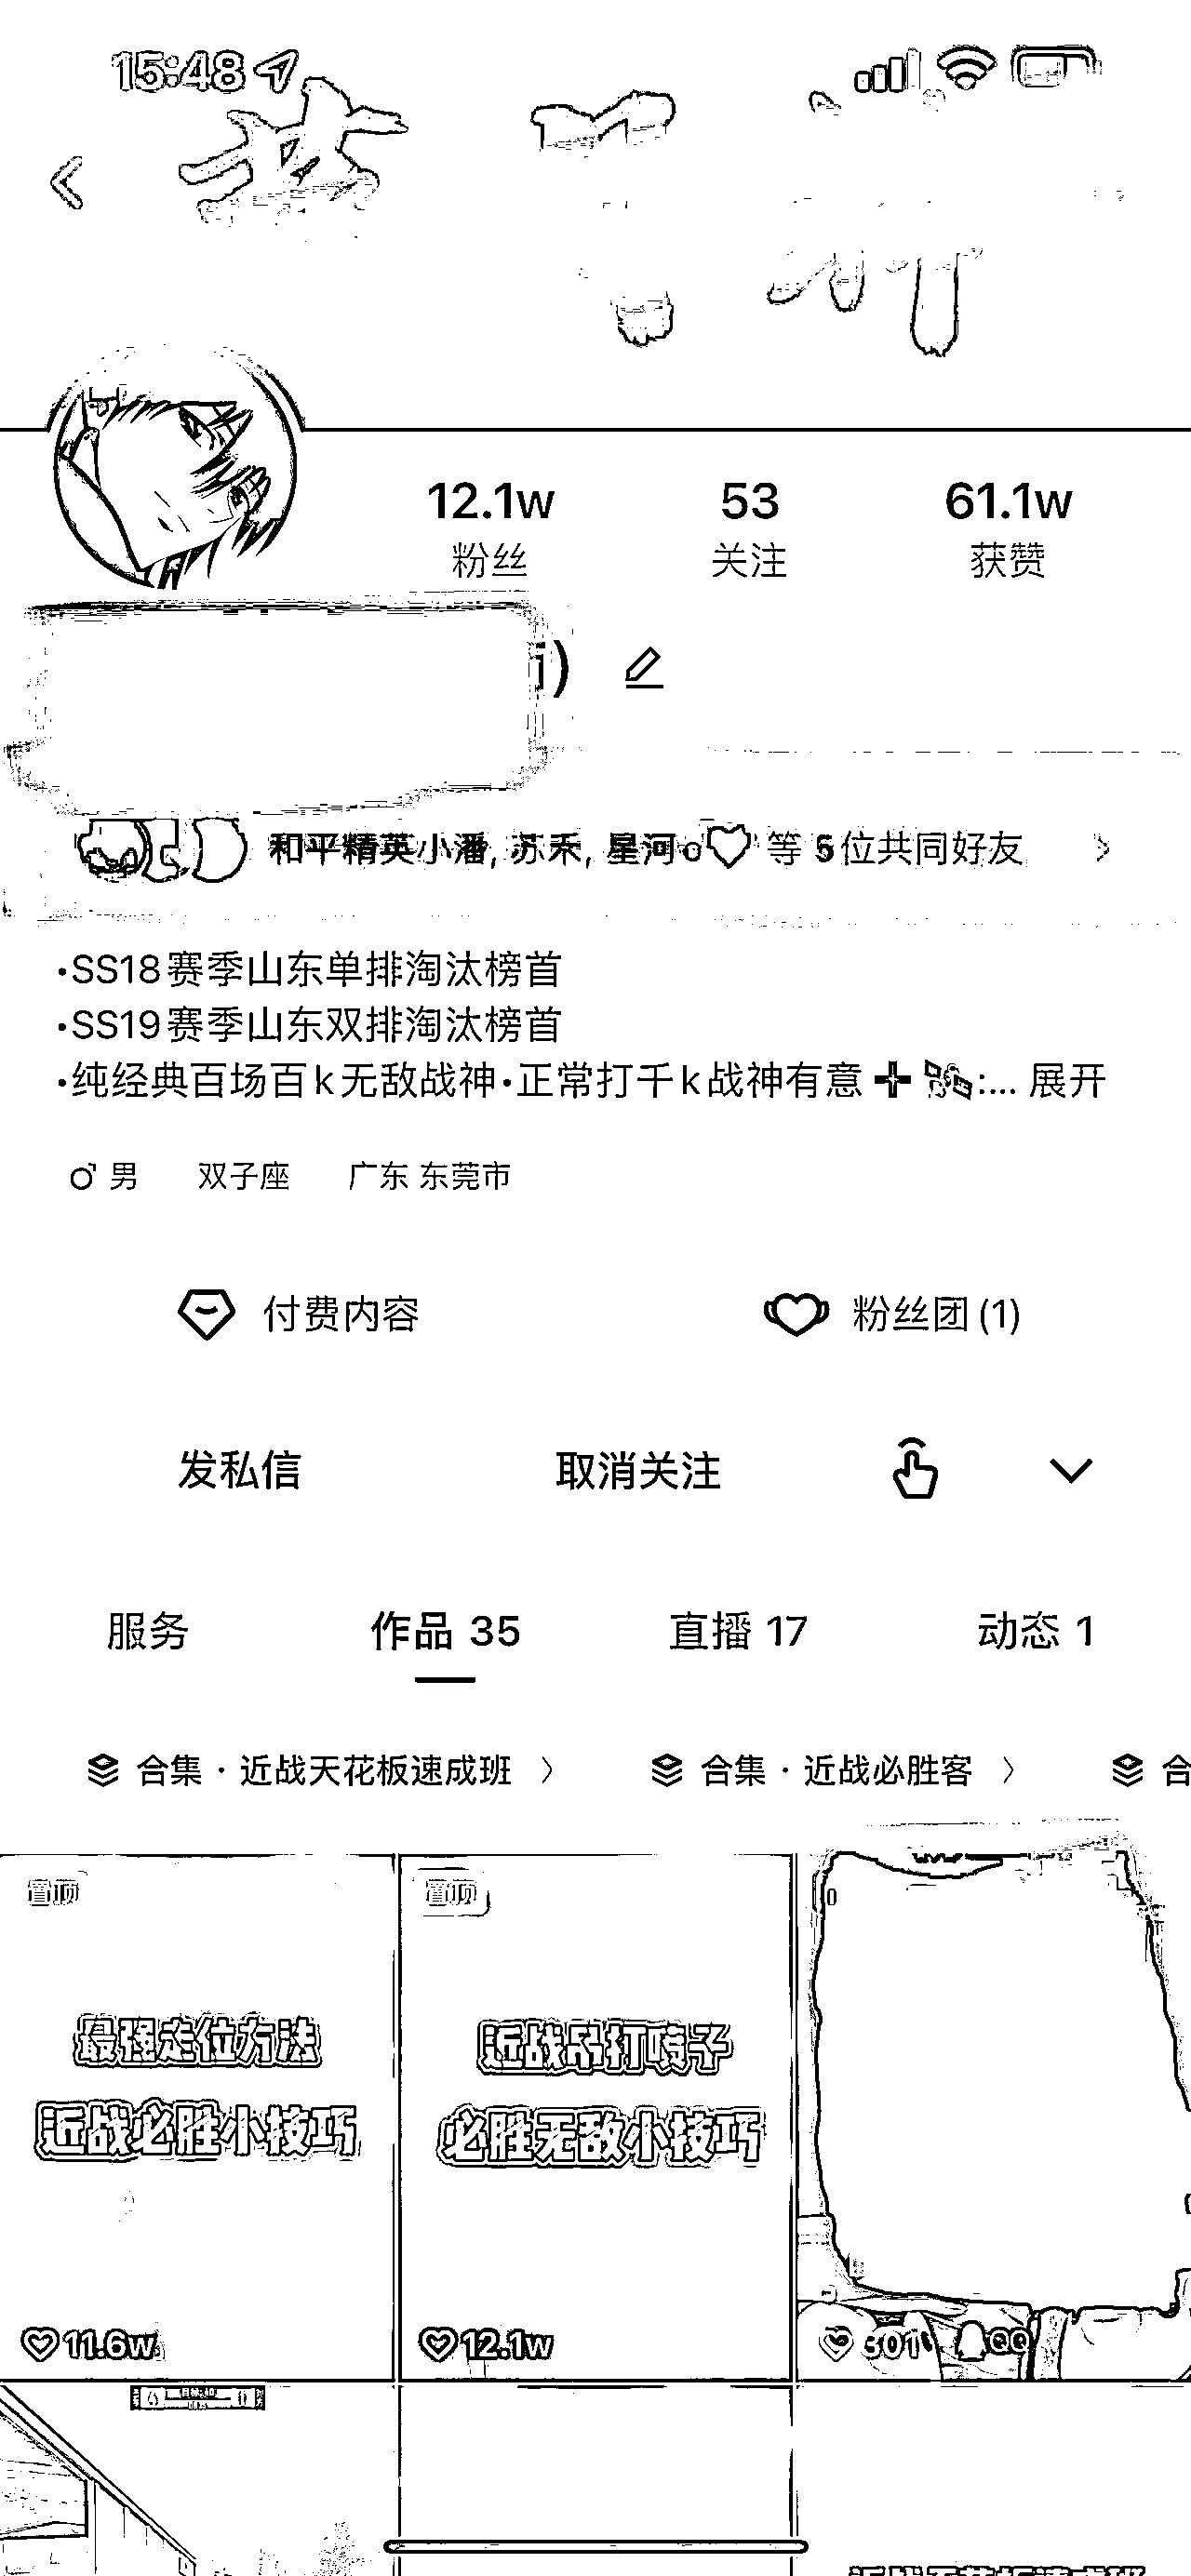 15:48
12.1w 53 61.1w
粉丝 关注 获赞
)
和平精英小潘, 苏禾, 星河 等 5位共同好友
•SS18赛季山东单排淘汰榜首
•SS19赛季山东双排淘汰榜首
•纯经典百场百k无敌战神•正常打千k战神有意➕ :... 展开
♂ 男 双子座 广东 东莞市
付费内容 粉丝团 (1)
发私信 取消关注
服务 作品 35 直播 17 动态 1
合集 · 近战天花板速成班 〉 合集 · 近战必胜客 〉 合
置顶 置顶
最强走位方法 近战吊打喷子
近战必胜小技巧 必胜无敌小技巧
11.6w 12.1w 301 QQ